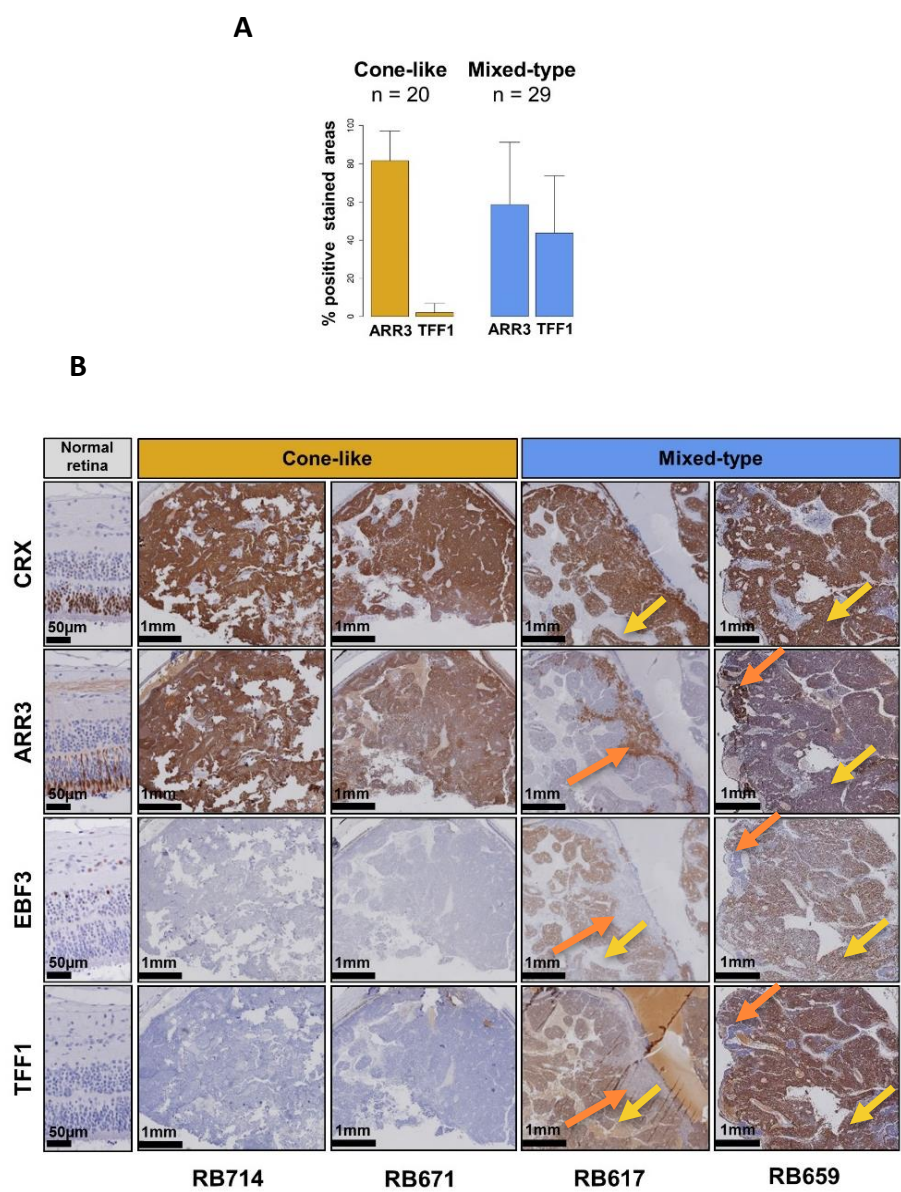 A
Cone-like Mixed-type
n = 20 n = 29
% positive stained areas
100
80
60
40
20
0
ARR3 TFF1 ARR3 TFF1
B
Normal retina Cone-like Mixed-type
CRX
50µm 1mm 1mm 1mm 1mm
ARR3
50µm 1mm 1mm 1mm 1mm
EBF3
50µm 1mm 1mm 1mm 1mm
TFF1
50µm 1mm 1mm 1mm 1mm
RB714 RB671 RB617 RB659